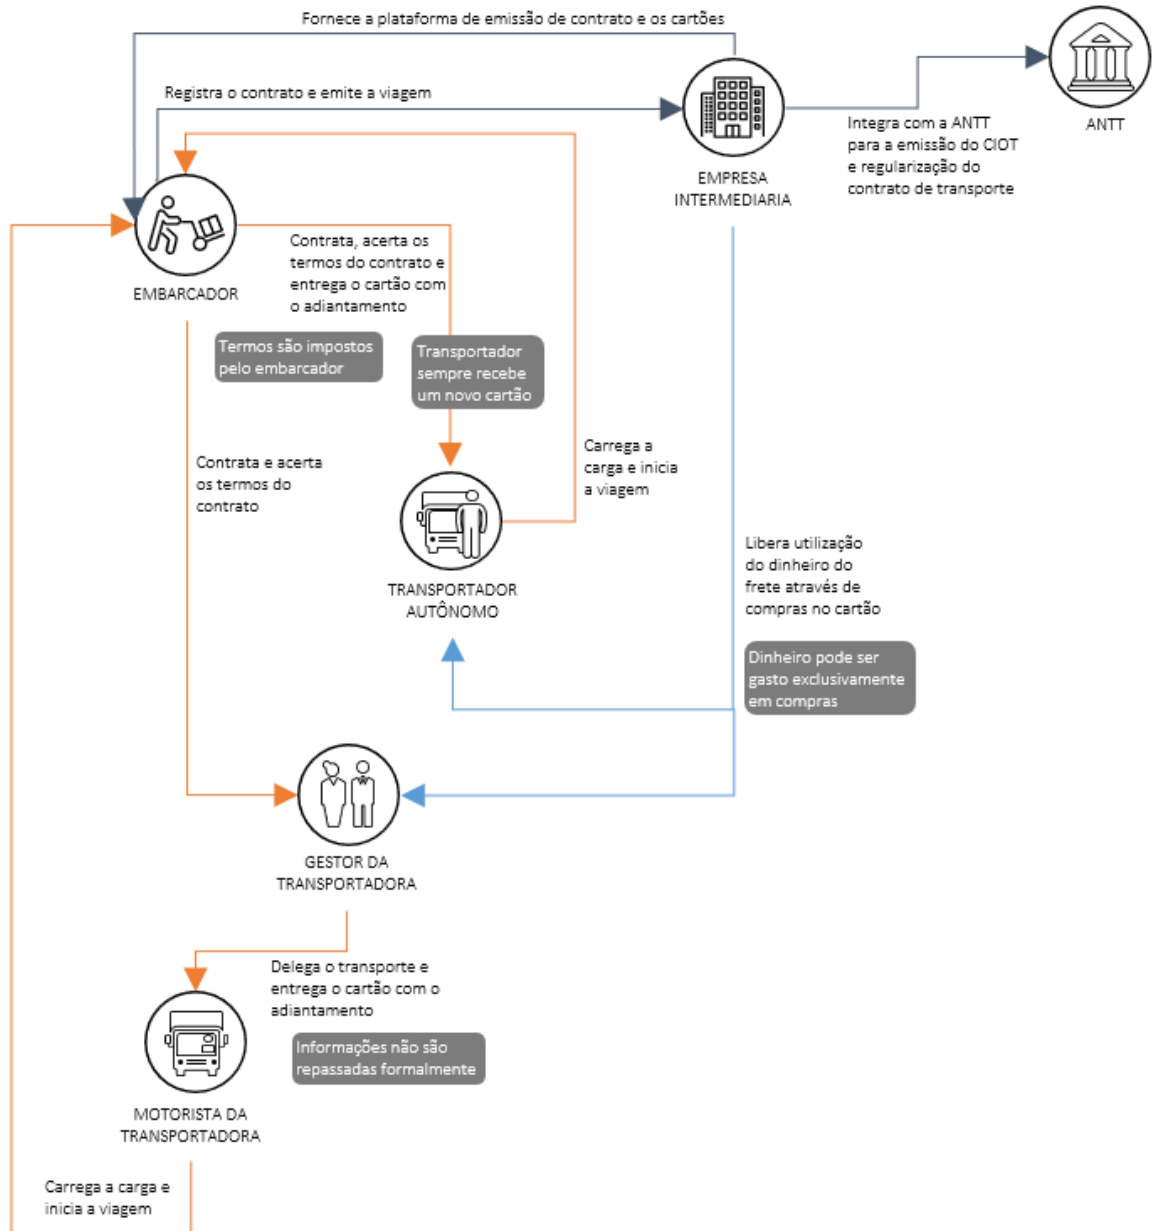 Fornece a plataforma de emissão de contrato e os cartões
Registra o contrato e emite a viagem
ANTT
Integra com a ANTT
para a emissão do CIOT
e regularização do
contrato de transporte
EMPRESA
INTERMEDIARIA
EMBARCADOR
Contrata, acerta os
termos do contrato e
entrega o cartão com
o adiantamento
Termos são impostos
pelo embarcador
Transportador
sempre recebe
um novo cartão
Contrata e acerta
os termos do
contrato
Carrega a
carga e inicia
a viagem
TRANSPORTADOR
AUTÔNOMO
Libera utilização
do dinheiro do
frete através de
compras no cartão
Dinheiro pode ser
gasto exclusivamente
em compras
GESTOR DA
TRANSPORTADORA
Delega o transporte e
entrega o cartão com o
adiantamento
Informações não são
repassadas formalmente
MOTORISTA DA
TRANSPORTADORA
Carrega a carga e
inicia a viagem